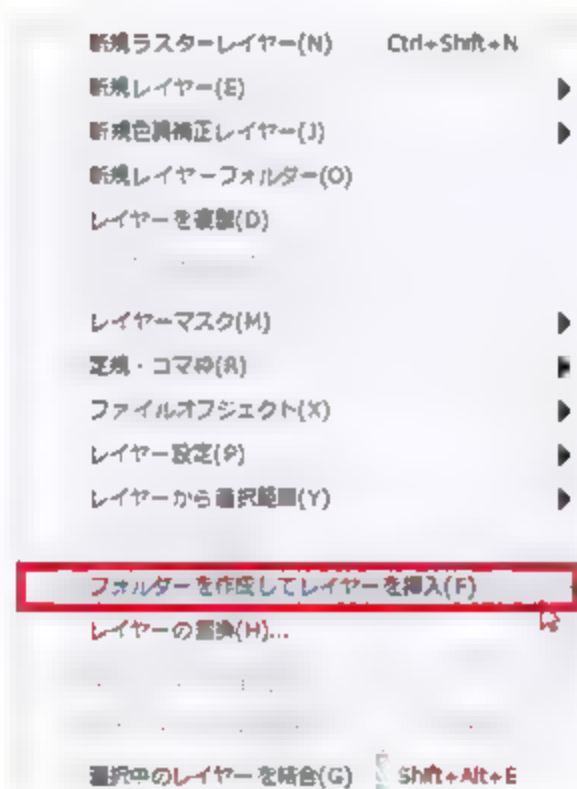 新規ラスターレイヤー(N) Ctrl+Shift+N
新規レイヤー(E)
新規色調補正レイヤー(J)
新規レイヤーフォルダー(O)
レイヤーを複製(D)
レイヤーマスク(M)
定規・コマ枠(R)
ファイルオブジェクト(X)
レイヤー設定(P)
レイヤーから選択範囲(Y)
フォルダーを作成してレイヤーを挿入(F)
レイヤーの置換(H)...
選択中のレイヤーを結合(G) Shift+Alt+E